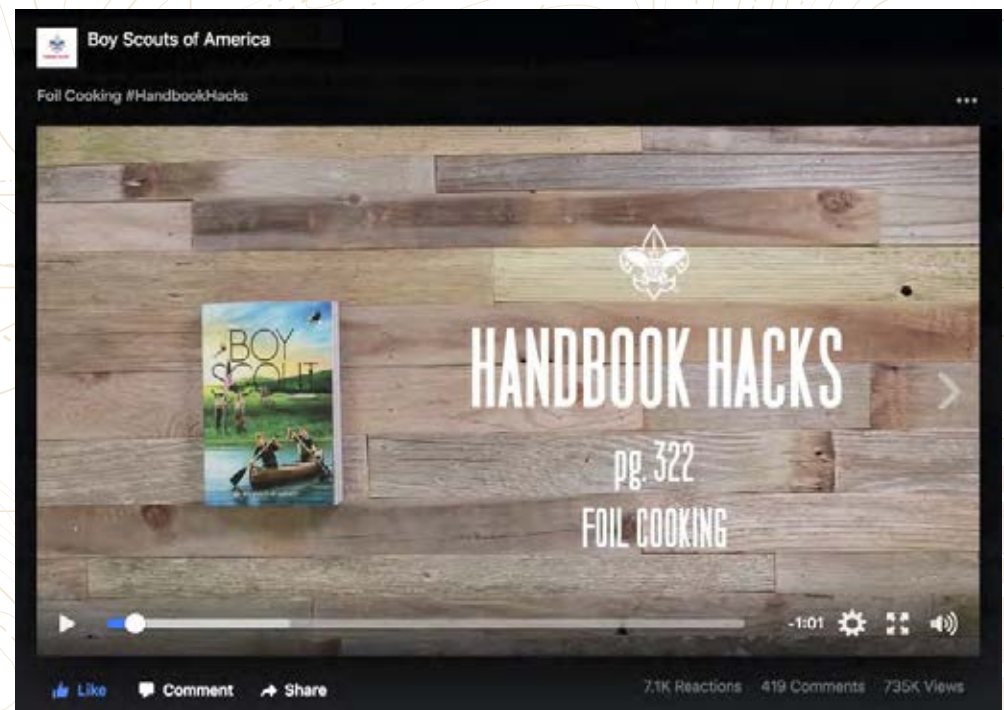 Boy Scouts of America
Foil Cooking #HandbookHacks
BOY
SCOUT
HANDBOOK HACKS
pg. 322
FOIL COOKING
-1:01
Like Comment Share
7.1K Reactions 419 Comments 735K Views